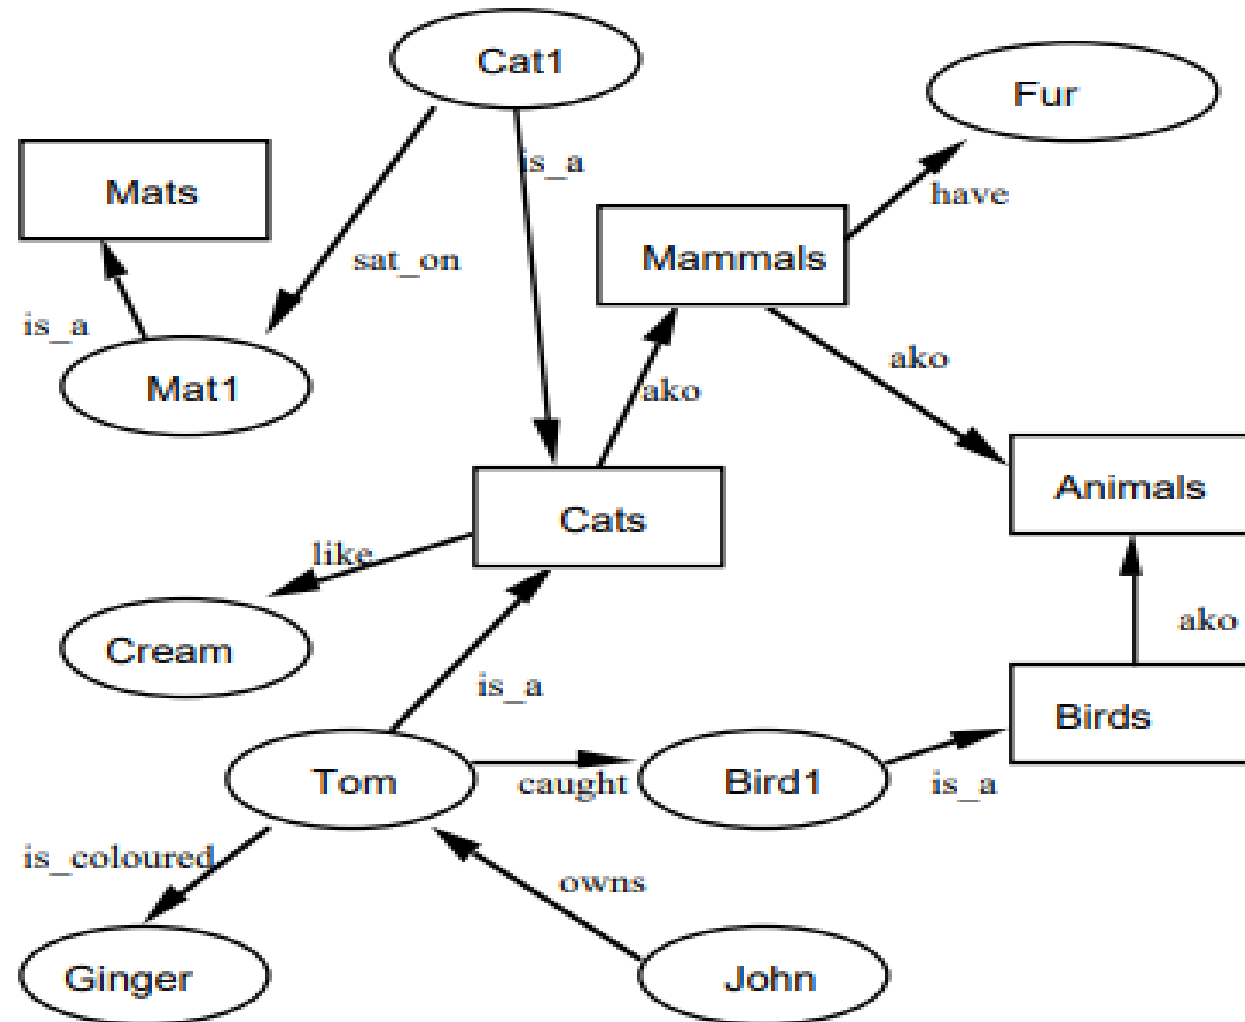 Cat1
Fur
is_a
Mats
have
Mammals
sat_on
is_a
ako
Mat1
ako
Animals
Cats
like
ako
Cream
is_a
Birds
Tom
caught
Bird1
is_a
is_coloured
owns
Ginger
John